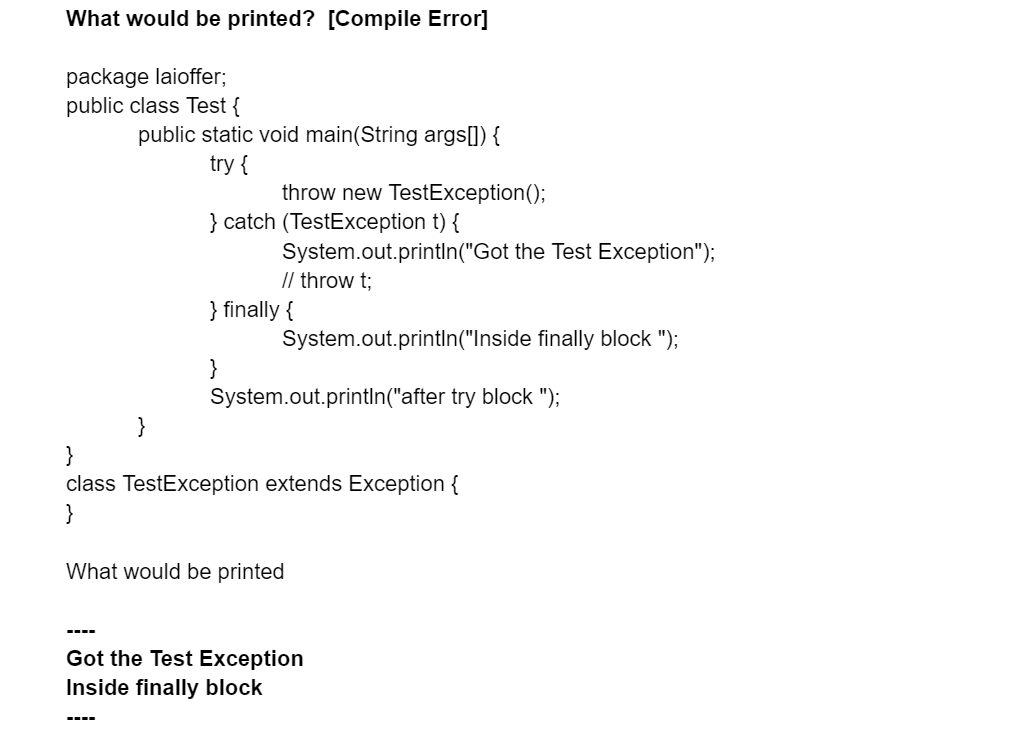 What would be printed?  [Compile Error]
package laioffer;
public class Test {
public static void main(String args[]) {
try {
throw new TestException();
} catch (TestException t) {
System.out.println("Got the Test Exception");
// throw t;
} finally {
System.out.println("Inside finally block ");
}
System.out.println("after try block ");
}
}
class TestException extends Exception {
}
What would be printed
----
Got the Test Exception
Inside finally block
----